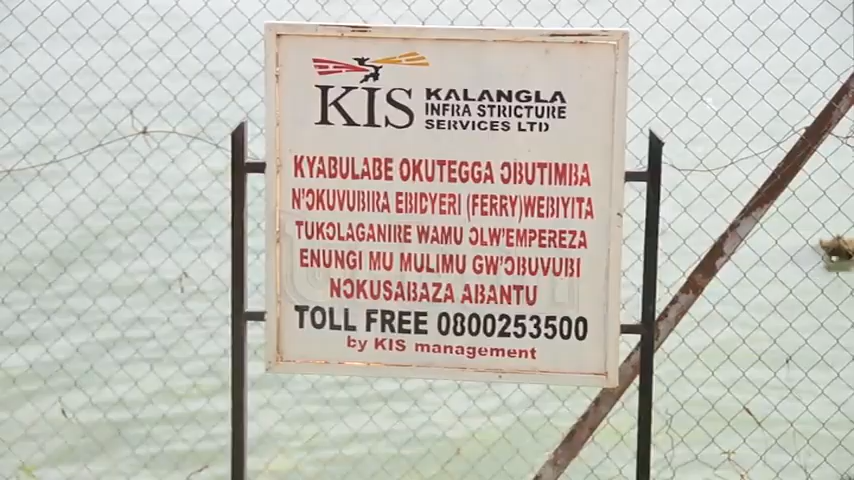 KIS KALANGLA
INFRA STRICTURE
SERVICES LTD
KYABULABE OKUTEGGA OBUTIMBA
N'OKUVUBIRA EBIDYERI (FERRY)WEBIYITA
TUKOLAGANIRE WAMU OLW'EMPEREZA
ENUNGI MU MULIMU GW'OBUVUBI
NOKUSABAZA ABANTU
TOLL FREE 0800253500
by KIS management